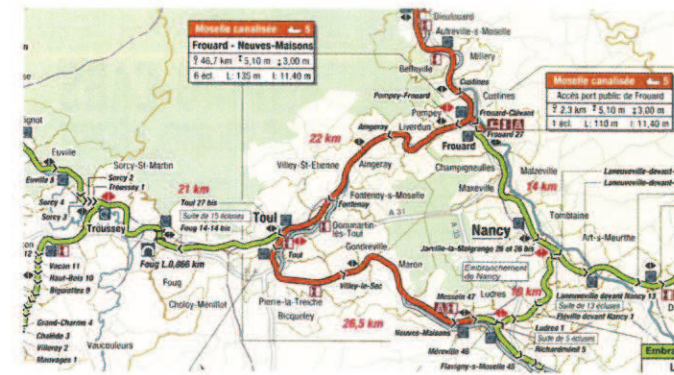 Moselle canalisée 5
Frouard - Neuves-Maisons
46,7 km 5,10 m 3,00 m
6 écl. L: 135 m l: 11,40 m
Dieulouard
Autreville-s-Moselle
Millery
Belleville
Custines
Custines
Pompey-Frouard
Pompey
Moselle canalisée 5
Accès port public de Frouard
2,3 km 5,10 m 3,00 m
1 écl. L: 110 m l: 11,40 m
Frouard-Clévant
Frouard 27
Frouard
Aingeray
Liverdun
22 km
Aingeray
Villey-St-Etienne
Fontenoy-s-Moselle
Fontenoy
Champigneulles
Malzéville
Maxéville
14 km
Laneuveville-devant-
Laneuveville-devant-
Tomblaine
Nancy
Art-s-Meurthe
Jarville-la-Malgrange 26 et 26 bis
Embranchement
de Nancy
A 31
Euville
Euville 5
Sorcy-St-Martin
Sorcy 2
Troussey 1
Sorcy 4
Sorcy 3
Troussey
21 km
Toul 27 bis
Suite de 15 écluses
Foug 14-14 bis
Toul
Toul
Dommartin-
lès-Toul
Gondreville
Foug L.0,866 km
Foug
Choloy-Ménillot
Vacon 11
Haut-Bois 10
Biguiottes 9
Grand-Charme 4
Chalède 3
Villeroy 2
Mauvages 1
Vaucouleurs
Pierre-la-Treiche
Bicqueley
Villey-le-Sec
Maron
26,5 km
Messein 47
Ludres
10 km
Neuves-Maisons
Méréville 46
Flavigny-s-Moselle 45
Ludres 1
Suite de 5 écluses
Richardménil 5
Laneuveville devant Nancy 13
Suite de 13 écluses
Fléville devant Nancy 1
Embra